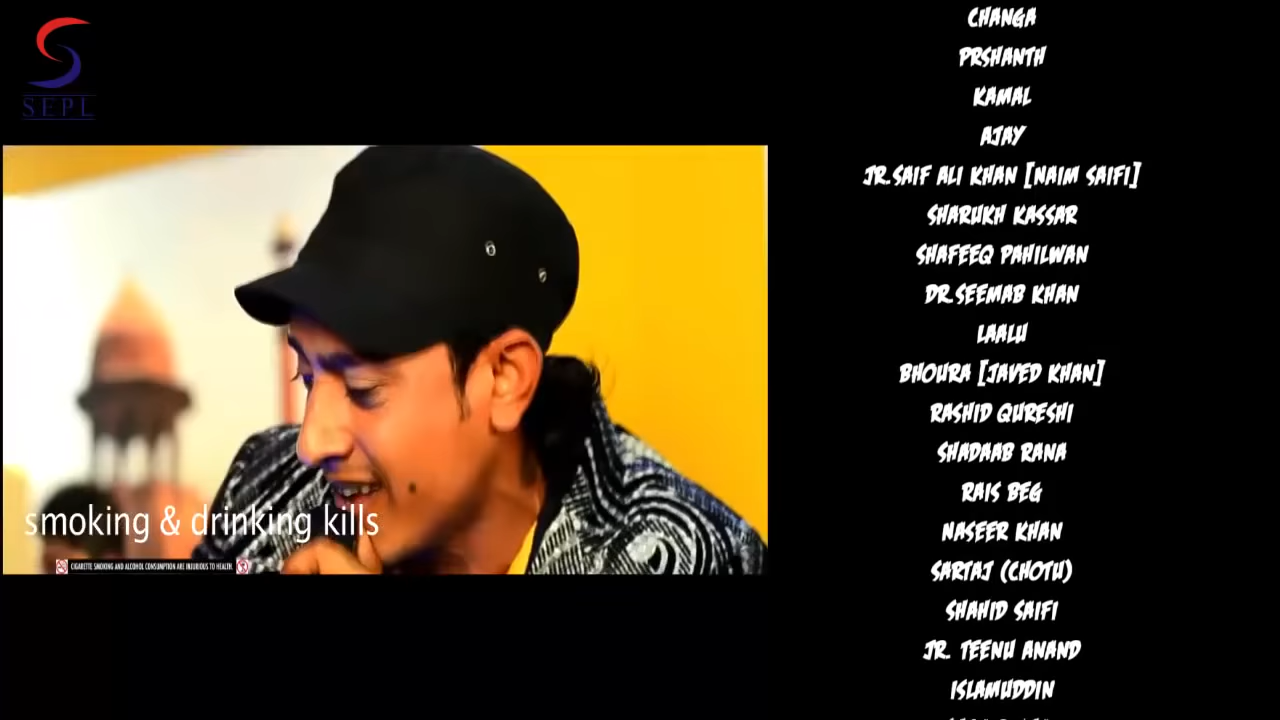 SEPL
smoking & drinking kills
CIGARETTE SMOKING AND ALCOHOL CONSUMPTION ARE INJURIOUS TO HEALTH.
CHANGA
PRSHANTH
KAMAL
AJAY
JR.SAIF ALI KHAN [NAIM SAIFI]
SHARUKH KASSAR
SHAFEEQ PAHILWAN
DR.SEEMAB KHAN
LAALU
BHOURA [JAVED KHAN]
RASHID QURESHI
SHADAAB RANA
RAIS BEG
NASEER KHAN
SARTAJ (CHOTU)
SHAHID SAIFI
JR. TEENU ANAND
ISLAMUDDIN